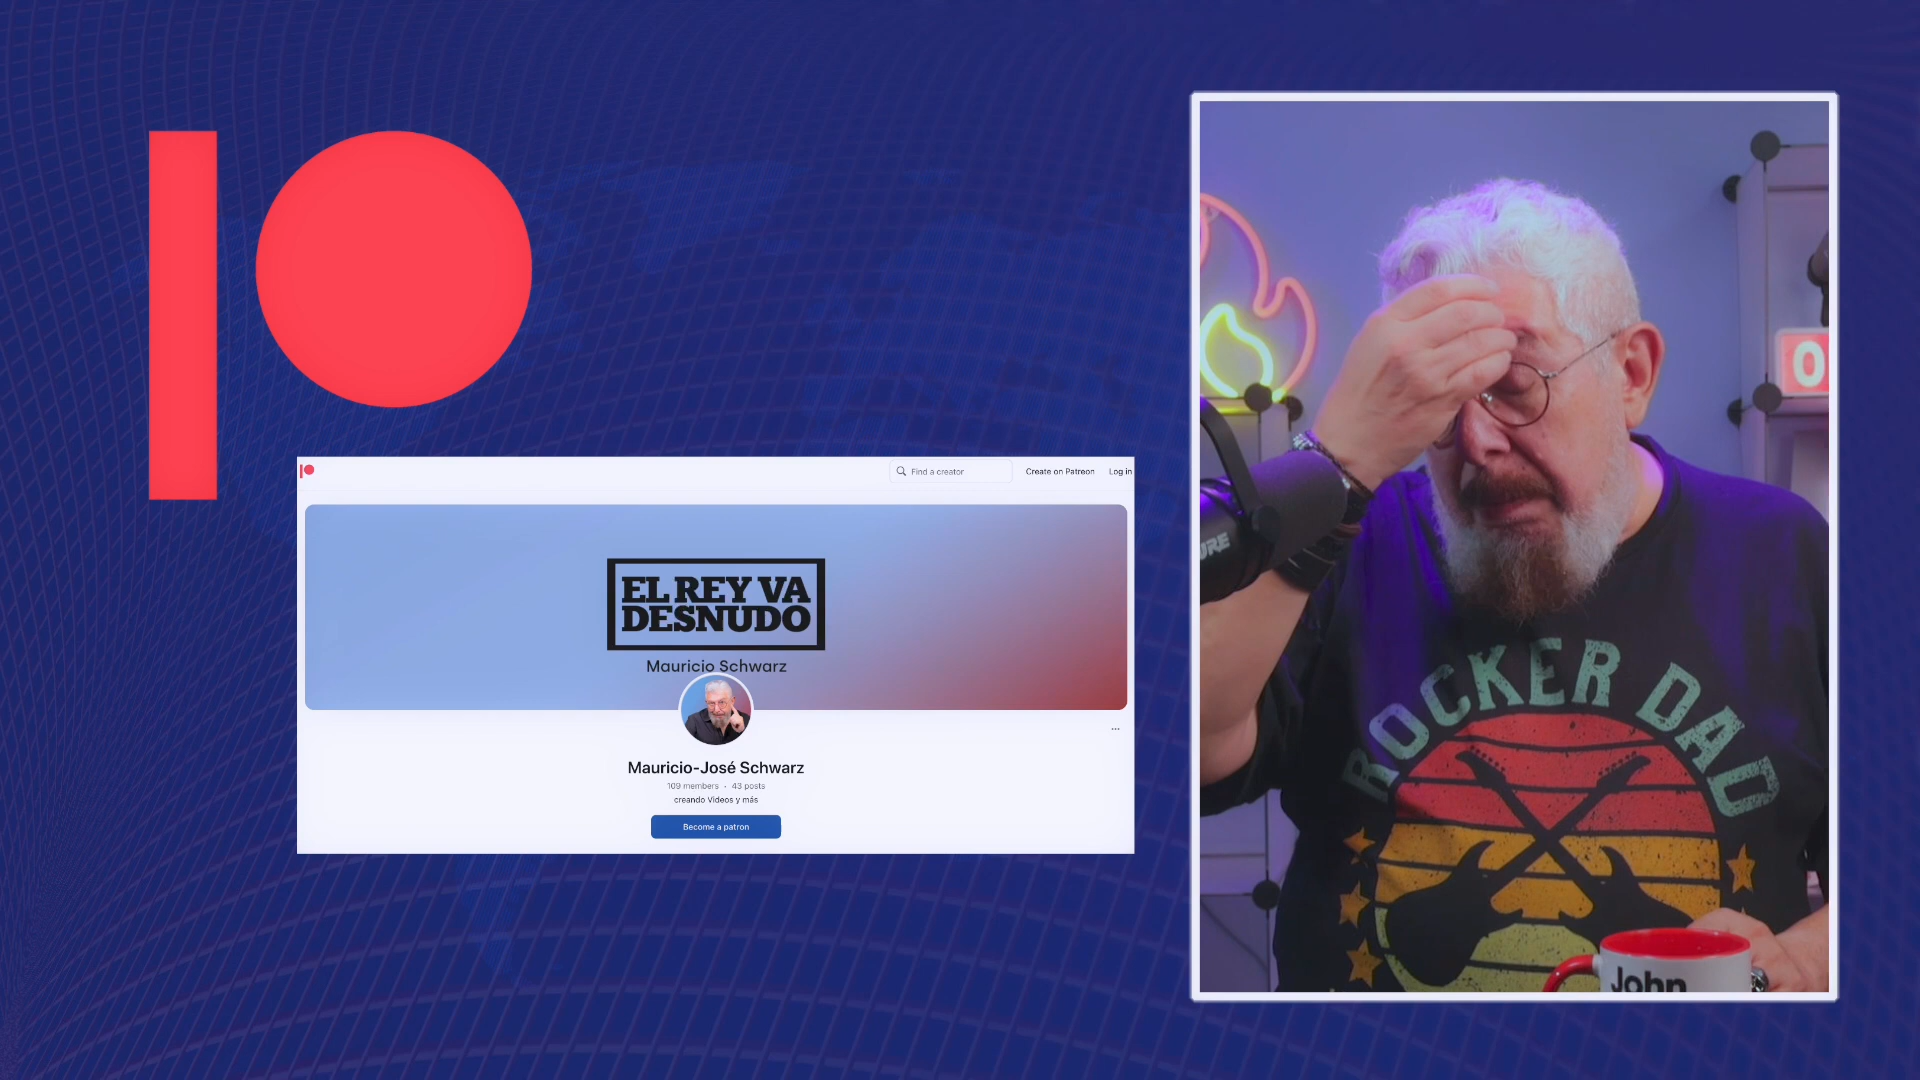 Find a creator
Create on Patreon
Log in
EL REY VA
DESNUDO
Mauricio Schwarz
Mauricio-José Schwarz
109 members • 43 posts
creando Videos y más
Become a patron
ROCKER DAD
John
0